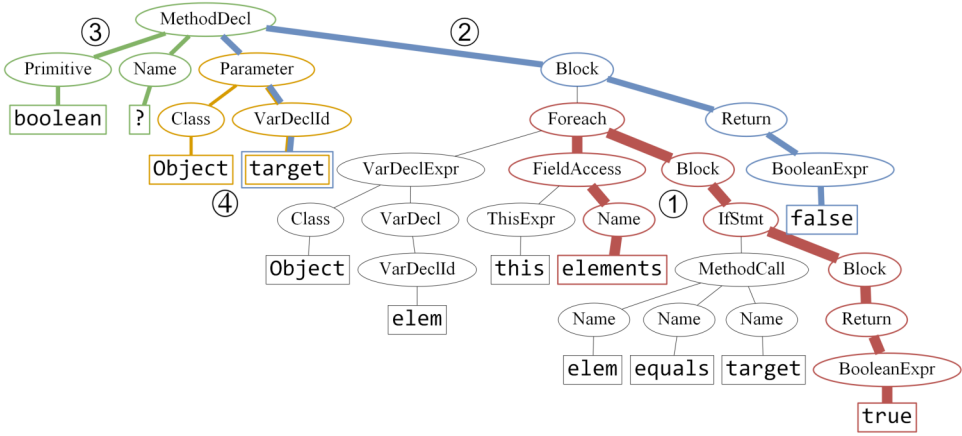 MethodDecl
③ ②
Primitive Name Parameter Block
boolean ? Class VarDeclId Foreach Return
Object target VarDeclExpr FieldAccess Block BooleanExpr
④ Class VarDecl ThisExpr Name ① IfStmt false
Object VarDeclId this elements MethodCall Block
elem Name Name Name Return
elem equals target BooleanExpr
true